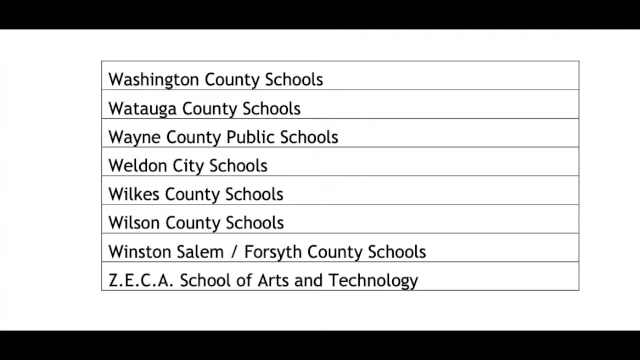 Washington County Schools
Watauga County Schools
Wayne County Public Schools
Weldon City Schools
Wilkes County Schools
Wilson County Schools
Winston Salem / Forsyth County Schools
Z.E.C.A. School of Arts and Technology